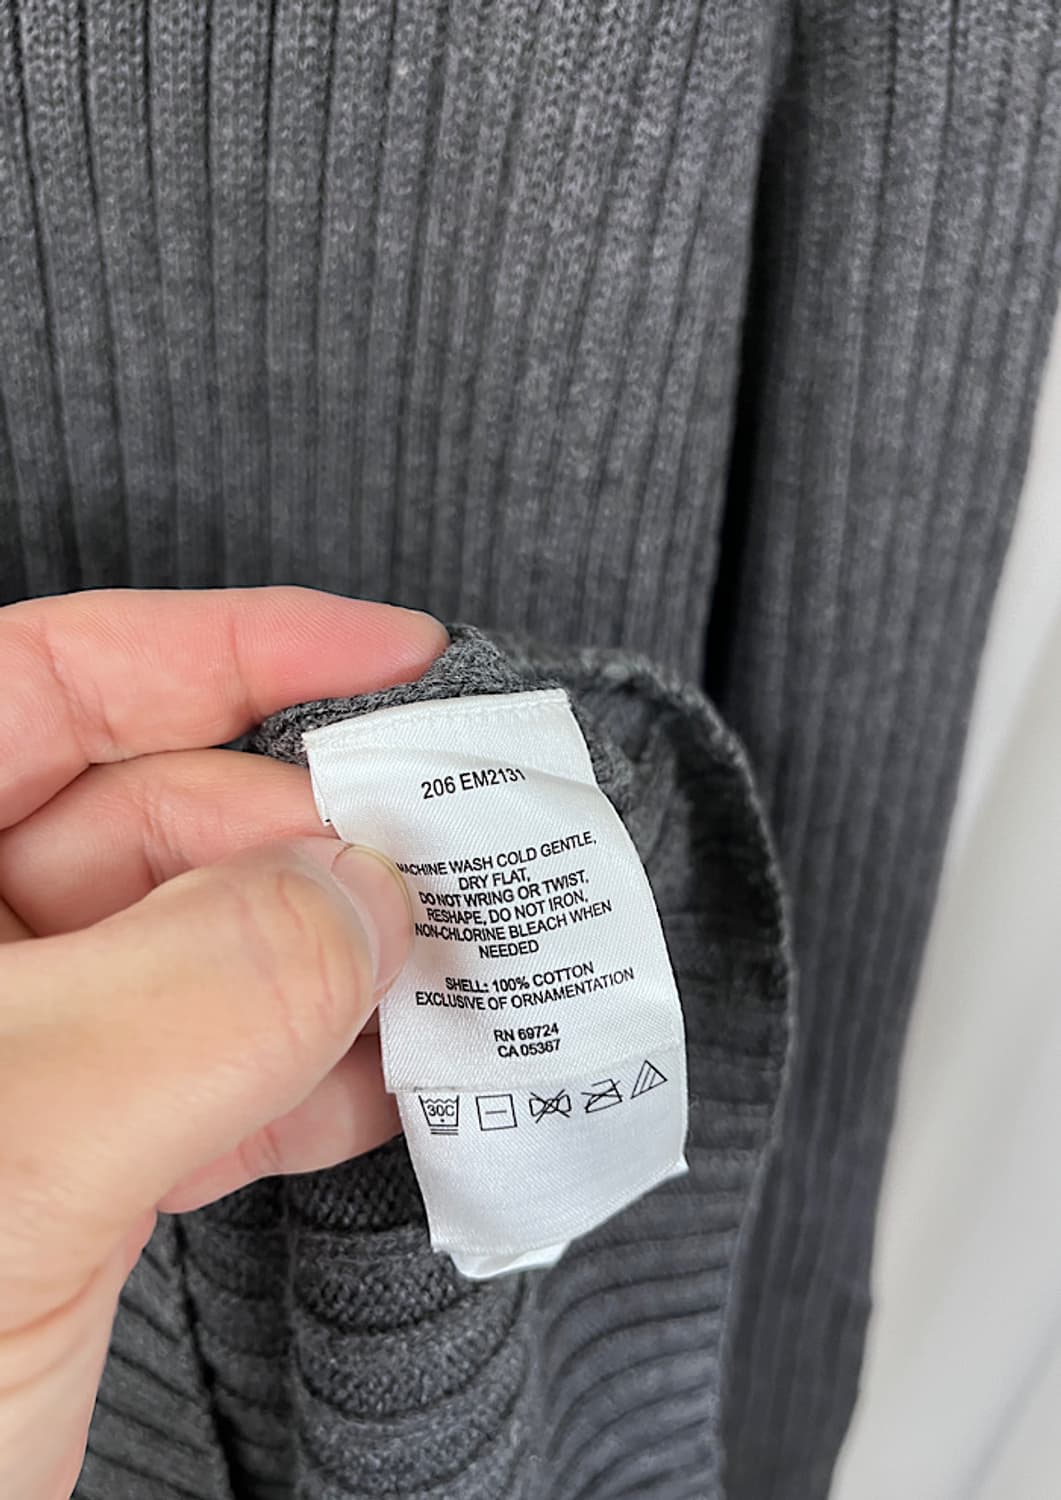 206 EM2131
MACHINE WASH COLD GENTLE,
DRY FLAT,
DO NOT WRING OR TWIST,
RESHAPE, DO NOT IRON,
NON-CHLORINE BLEACH WHEN
NEEDED
SHELL: 100% COTTON
EXCLUSIVE OF ORNAMENTATION
RN 69724
CA 05367
30C